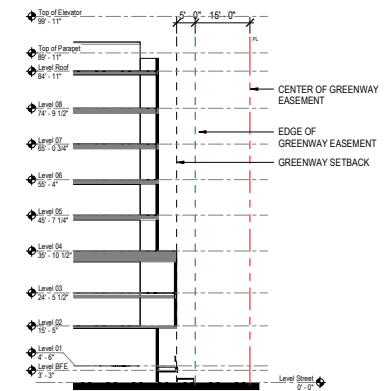 Top of Elevator
99' - 11"
5' - 0" 15' - 0"
PL
Top of Parapet
89' - 11"
Level Roof
84' - 11"
CENTER OF GREENWAY
EASEMENT
Level 08
74' - 9 1/2"
EDGE OF
GREENWAY EASEMENT
Level 07
65' - 0 3/4"
GREENWAY SETBACK
Level 06
55' - 4"
Level 05
45' - 7 1/4"
Level 04
35' - 10 1/2"
Level 03
24' - 5 1/2"
Level 02
15' - 5"
Level 01
4' - 6"
Level BFE
3' - 3"
Level Street
0' - 0"